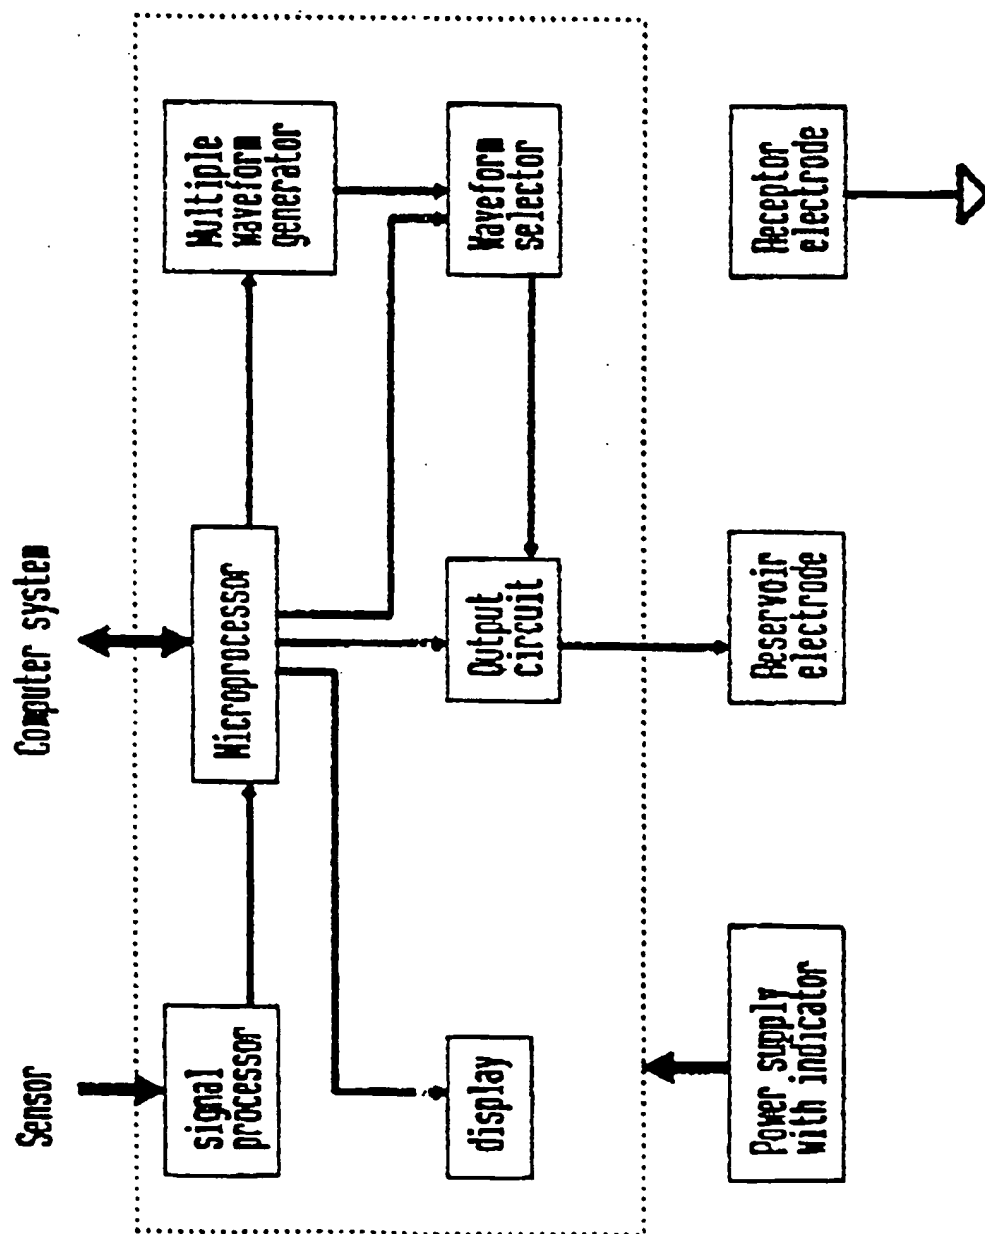 Sensor
Computer system
signal
processor
Microprocessor
Multiple
waveform
generator
display
Output
circuit
Waveform
selector
Power supply
with indicator
Reservoir
electrode
Receptor
electrode